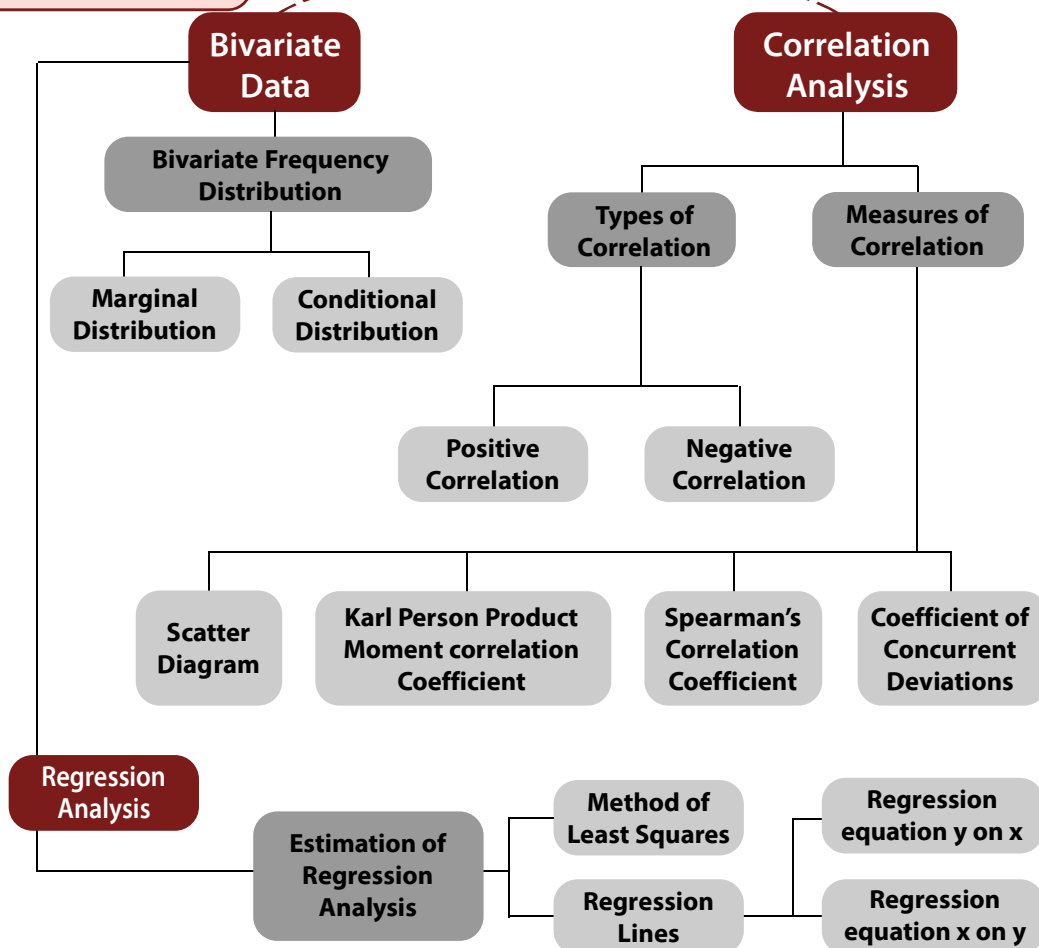 Bivariate
Data
Correlation
Analysis
Bivariate Frequency
Distribution
Types of
Correlation
Measures of
Correlation
Marginal
Distribution
Conditional
Distribution
Positive
Correlation
Negative
Correlation
Scatter
Diagram
Karl Person Product
Moment correlation
Coefficient
Spearman’s
Correlation
Coefficient
Coefficient of
Concurrent
Deviations
Regression
Analysis
Estimation of
Regression
Analysis
Method of
Least Squares
Regression
Lines
Regression
equation y on x
Regression
equation x on y